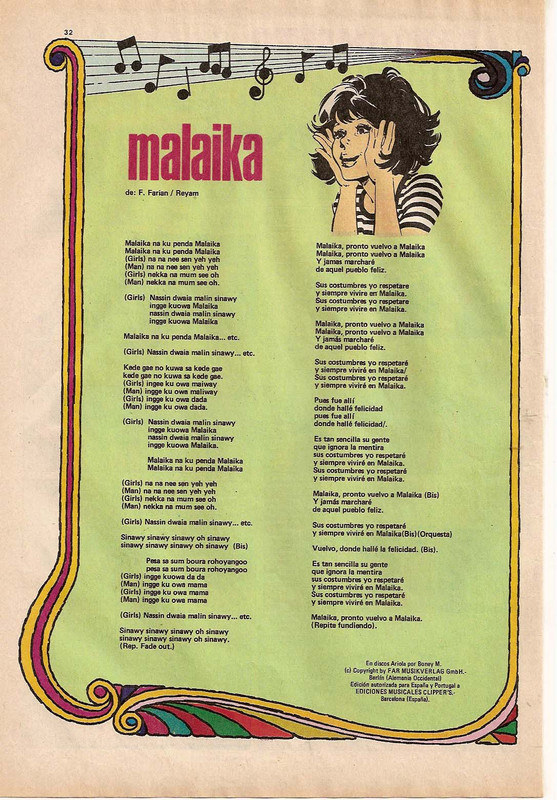 32
malaika
de: F. Farian / Reyam
Malaika na ku penda Malaika
Malaika na ku penda Malaika
(Girls) na na nee sen yeh yeh
(Man) na na nee sen yeh yeh
(Girls) nekka na mum see oh
(Man) nekka na mum see oh.
(Girls) Nassin dwaia malin sinawy
ingge kuowa Malaika
nassin dwaia malin sinawy
ingge kuowa Malaika
Malaika na ku penda Malaika... etc.
(Girls) Nassin dwaia malin sinawy... etc.
Kede gae no kuwa sa kede gae
kede gae no kuwa sa kede gae.
(Girls) ingee ku owa maiway
(Man) ingge ku owa maliway
(Girls) ingge ku owa dada
(Man) ingge ku owa dada.
(Girls) Nassin dwaia malin sinawy
ingge kuowa Malaika
nassin dwaia malin sinawy
ingge kuowa Malaika.
Malaika na ku penda Malaika
Malaika na ku penda Malaika
(Girls) na na nee sen yeh yeh
(Man) na na nee sen yeh yeh
(Girls) nekka na mum see oh
(Man) nekka na mum see oh.
(Girls) Nassin dwaia malin sinawy... etc.
Sinawy sinawy sinawy oh sinawy
sinawy sinawy sinawy oh sinawy (Bis)
Pesa sa sum boura rohoyangoo
pesa sa sum boura rohoyangoo
(Girls) ingge kuowa da da
(Man) ingge ku owa mama
(Girls) ingge ku owa mama
(Man) ingge ku owa mama
(Girls) Nassin dwaia malin sinawy... etc.
Sinawy sinawy sinawy oh sinawy
sinawy sinawy sinawy oh sinawy.
(Rep. Fade out.)
Malaika, pronto vuelvo a Malaika
Malaika, pronto vuelvo a Malaika
Y jamas marcharé
de aquel pueblo feliz.
Sus costumbres yo respetare
y siempre vivire en Malaika.
Sus costumbres yo respetare
y siempre vivire en Malaika.
Malaika, pronto vuelvo a Malaika
Malaika, pronto vuelvo a Malaika
Y jamás marcharé
de aquel pueblo feliz.
Sus costumbres yo respetaré
y siempre viviré en Malaika/
Sus costumbres yo respetaré
y siempre viviré en Malaika.
Pues fue allí
donde hallé felicidad
pues fue allí
donde hallé felicidad/.
Es tan sencilla su gente
que ignora la mentira
sus costumbres yo respetaré
y siempre viviré en Malaika.
Sus costumbres yo respetaré
y siempre viviré en Malaika.
Malaika, pronto vuelvo a Malaika (Bis)
Y jamás marcharé
de aquel pueblo feliz.
Sus costumbres yo respetaré
y siempre viviré en Malaika(Bis)(Orquesta)
Vuelvo, donde hallé la felicidad. (Bis).
Es tan sencilla su gente
que ignora la mentira
sus costumbres yo respetaré
y siempre viviré en Malaika.
Sus costumbres yo respetaré
y siempre viviré en Malaika.
Malaika, pronto vuelvo a Malaika.
(Repite fundiendo).
En discos Ariola por Boney M.
(c) Copyright by FAR MUSIKVERLAG GmbH.-
Berlín (Alemania Occidental)
Edición autorizada para España y Portugal a
EDICIONES MUSICALES CLIPPER'S.-
Barcelona (España).